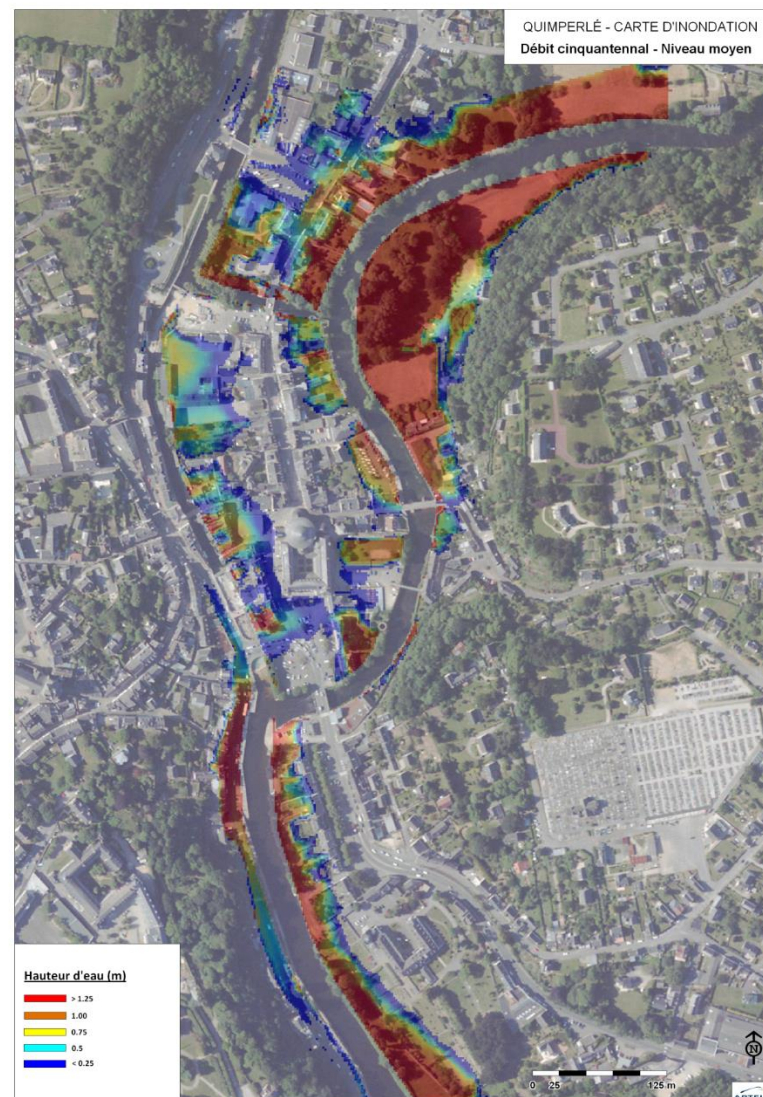 QUIMPERLÉ - CARTE D'INONDATION
Débit cinquantennal - Niveau moyen
Hauteur d'eau (m)
> 1.25
1.00
0.75
0.5
< 0.25
N
0 25 125 m